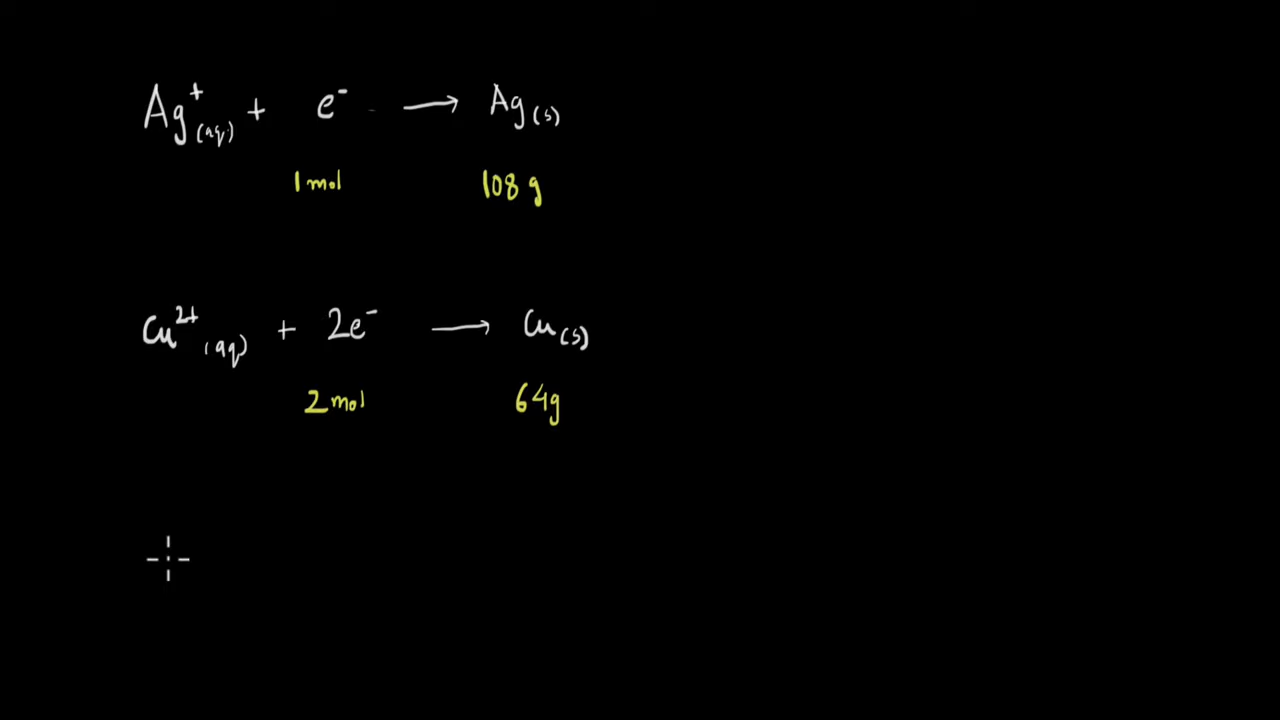 Ag⁺(aq) + e⁻ → Ag(s)
1 mol 108 g
Cu²⁺(aq) + 2e⁻ → Cu(s)
2 mol 64g